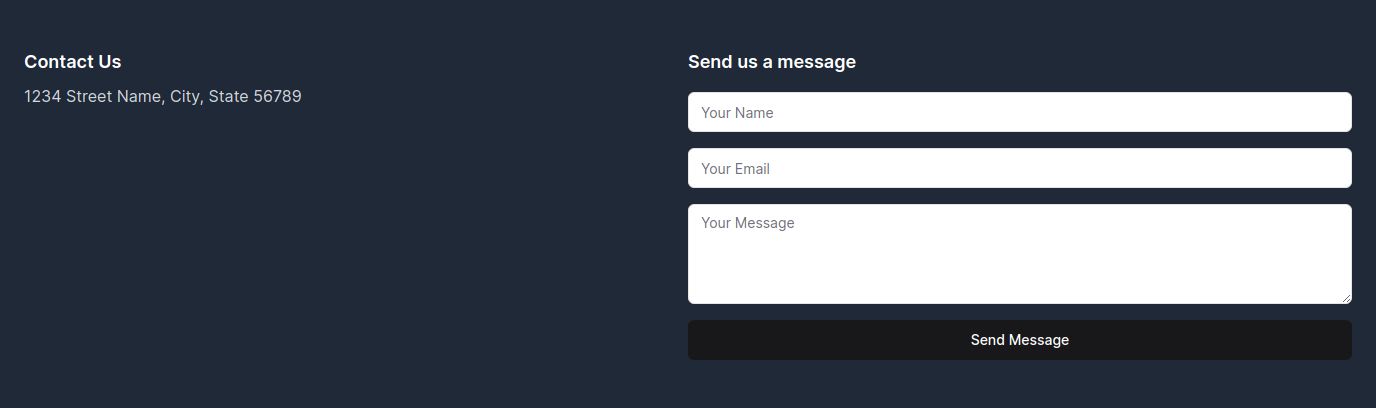 Contact Us
1234 Street Name, City, State 56789
Send us a message
Your Name
Your Email
Your Message
Send Message